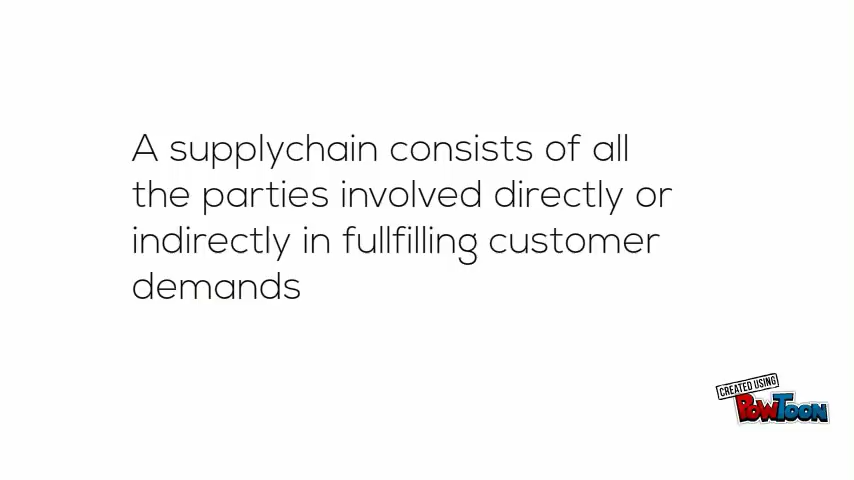 A supplychain consists of all
the parties involved directly or
indirectly in fullfilling customer
demands
CREATED USING
POWTOON